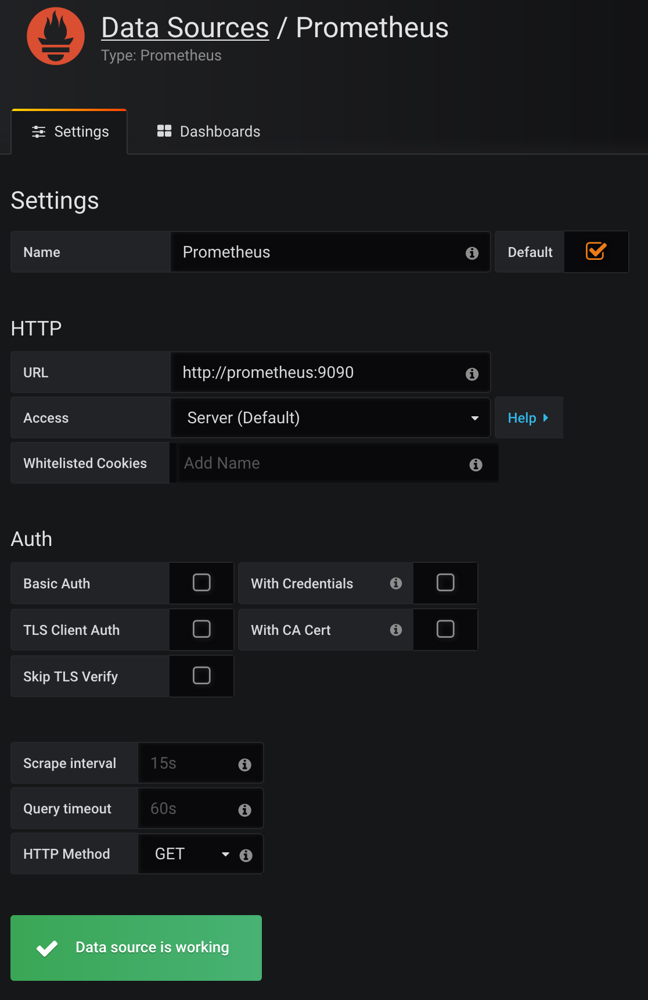 Data Sources / Prometheus
Type: Prometheus
Settings
Dashboards
Settings
Name
Prometheus
Default
HTTP
URL
http://prometheus:9090
Access
Server (Default)
Help
Whitelisted Cookies
Add Name
Auth
Basic Auth
With Credentials
TLS Client Auth
With CA Cert
Skip TLS Verify
Scrape interval
15s
Query timeout
60s
HTTP Method
GET
Data source is working